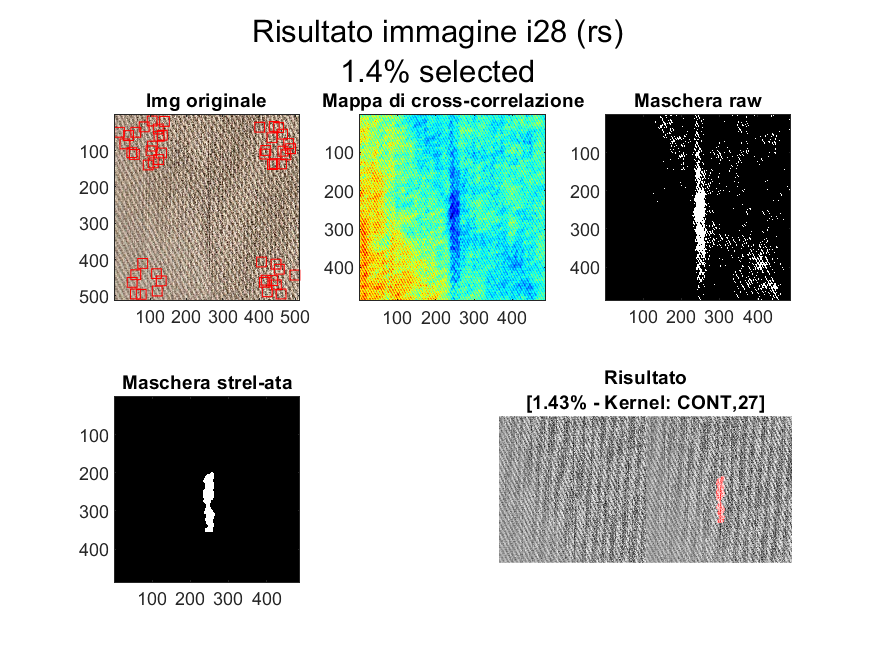 Risultato immagine i28 (rs)
1.4% selected
Img originale
100
200
300
400
500
100 200 300 400 500
Mappa di cross-correlazione
100
200
300
400
100 200 300 400
Maschera raw
100
200
300
400
100 200 300 400
Maschera strel-ata
100
200
300
400
100 200 300 400
Risultato
[1.43% - Kernel: CONT,27]